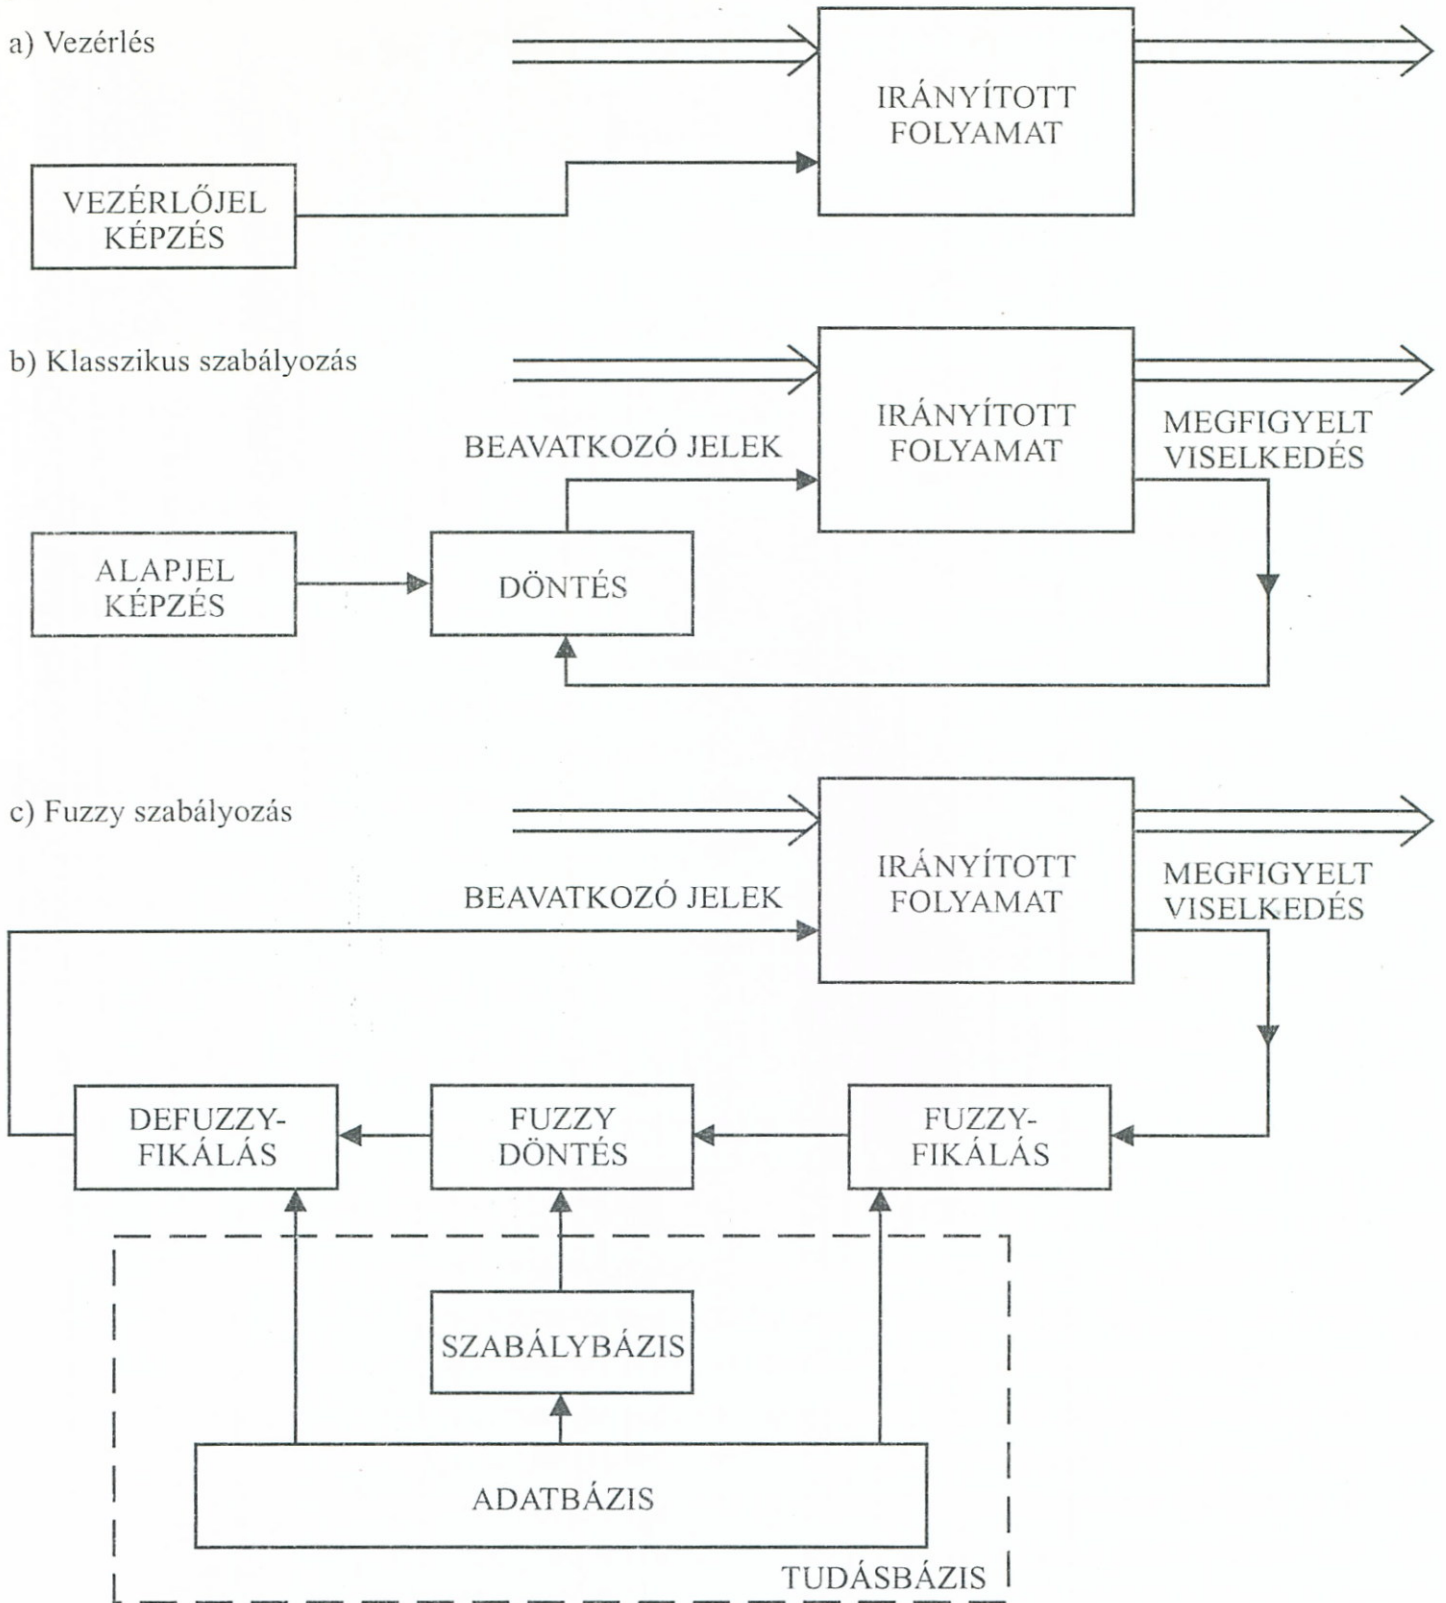 a) Vezérlés
IRÁNYÍTOTT
FOLYAMAT
VEZÉRLŐJEL
KÉPZÉS
b) Klasszikus szabályozás
IRÁNYÍTOTT
FOLYAMAT
MEGFIGYELT
VISELKEDÉS
BEAVATKOZÓ JELEK
ALAPJEL
KÉPZÉS
DÖNTÉS
c) Fuzzy szabályozás
IRÁNYÍTOTT
FOLYAMAT
MEGFIGYELT
VISELKEDÉS
BEAVATKOZÓ JELEK
DEFUZZY-
FIKÁLÁS
FUZZY
DÖNTÉS
FUZZY-
FIKÁLÁS
SZABÁLYBÁZIS
ADATBÁZIS
TUDÁSBÁZIS